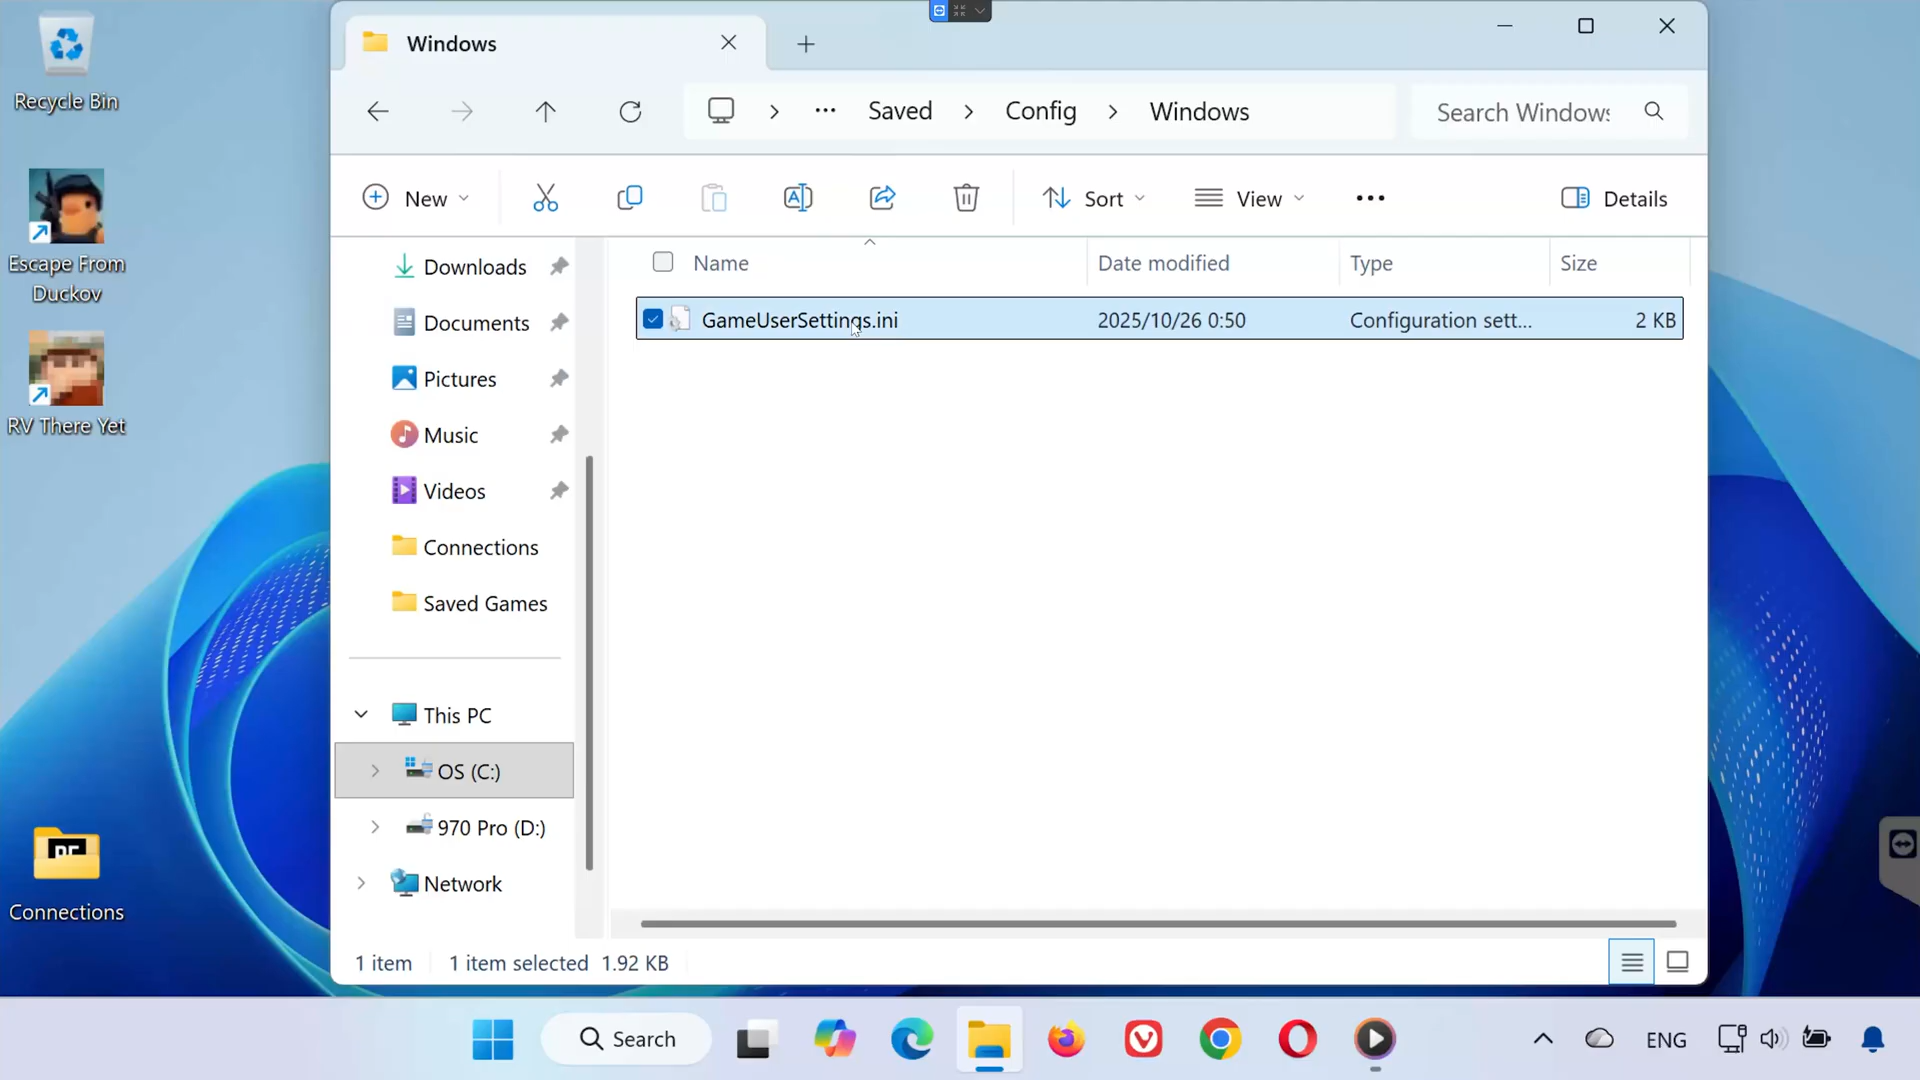 Recycle Bin
Escape From
Duckov
RV There Yet
Connections
Windows
Saved
Config
Windows
Search Windows
New
Sort
View
Details
Name
Date modified
Type
Size
GameUserSettings.ini
2025/10/26 0:50
Configuration sett...
2 KB
Downloads
Documents
Pictures
Music
Videos
Connections
Saved Games
This PC
OS (C:)
970 Pro (D:)
Network
1 item
1 item selected 1.92 KB
Search
ENG